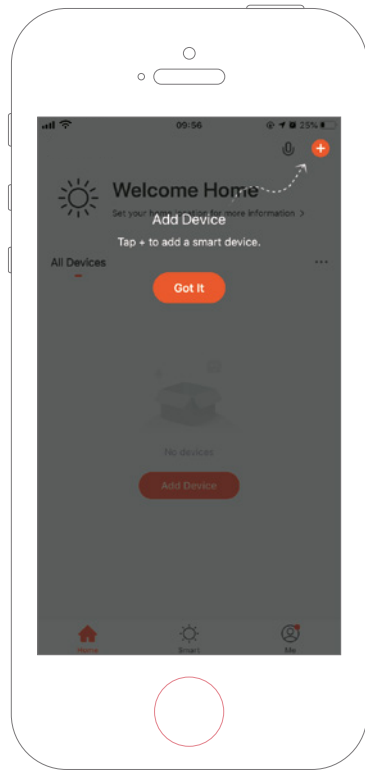 09:56
25%
Welcome Home
Set your home location for more information >
Add Device
Tap + to add a smart device.
All Devices
...
Got It
No devices
Add Device
Home
Smart
Me